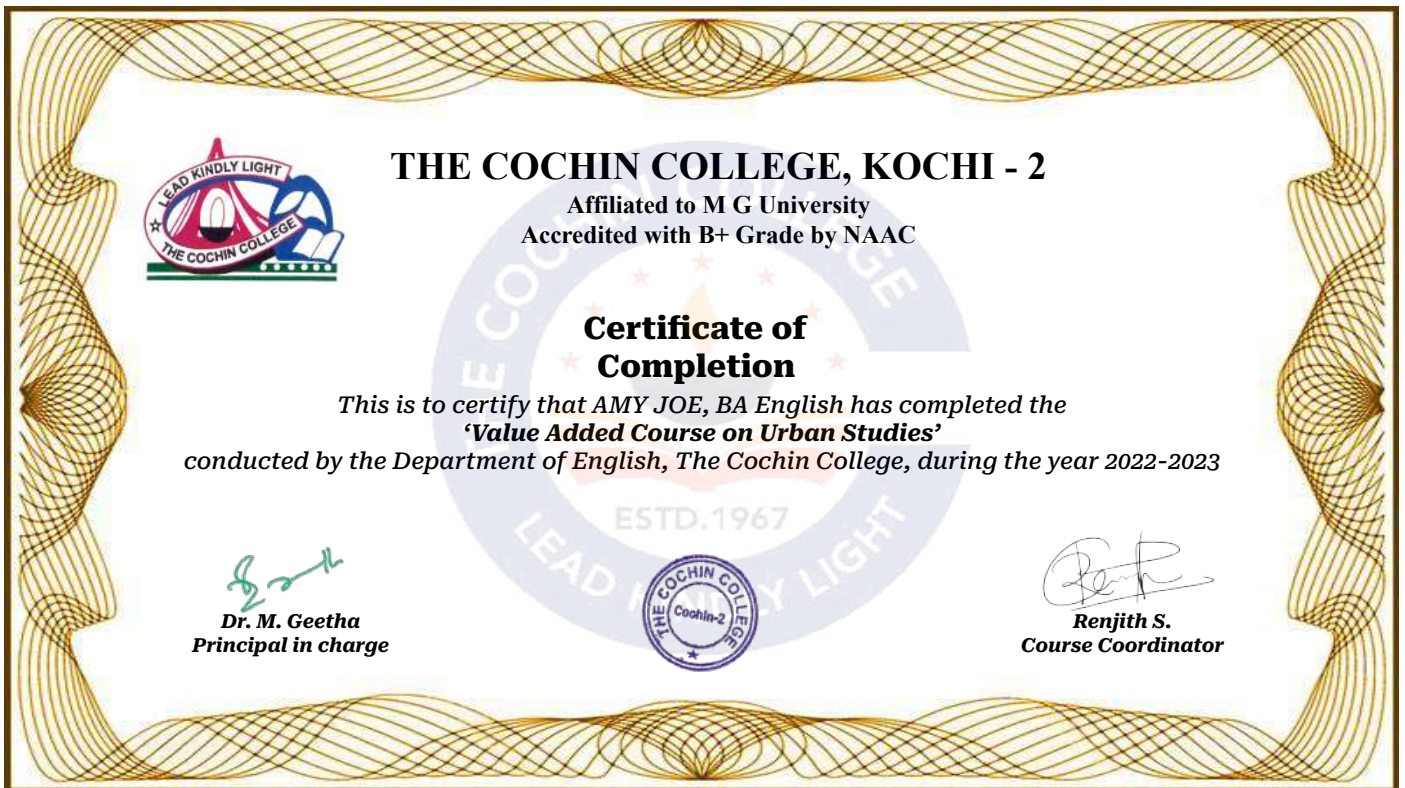 LEAD KINDLY LIGHT
THE COCHIN COLLEGE
THE COCHIN COLLEGE, KOCHI - 2
Affiliated to M G University
Accredited with B+ Grade by NAAC
THE COCHIN COLLEGE
Certificate of
Completion
This is to certify that AMY JOE, BA English has completed the
‘Value Added Course on Urban Studies’
conducted by the Department of English, The Cochin College, during the year 2022-2023
ESTD.1967
LEAD KINDLY LIGHT
Dr. M. Geetha
Principal in charge
THE COCHIN COLLEGE
Cochin-2
Renjith S.
Course Coordinator